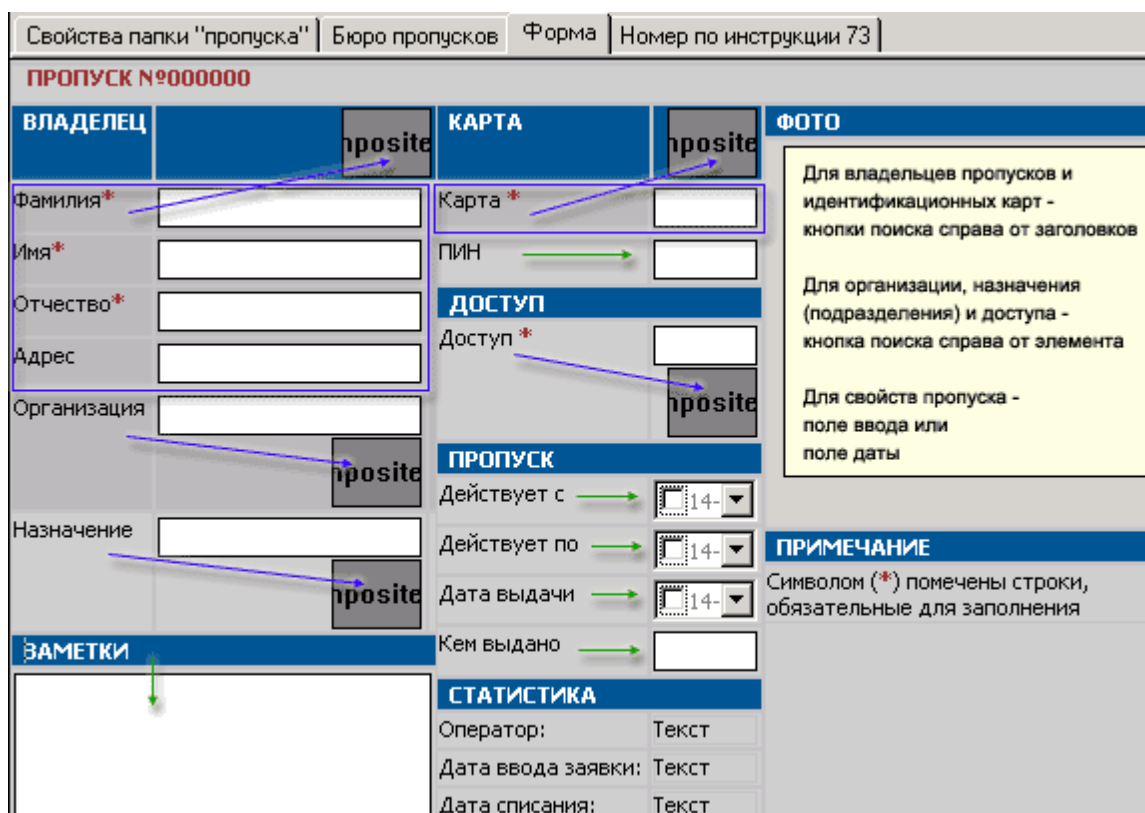 Свойства папки "пропуска"
Бюро пропусков
Форма
Номер по инструкции 73
ПРОПУСК №000000
ВЛАДЕЛЕЦ
nposite
Фамилия*
Имя*
Отчество*
Адрес
Организация
nposite
Назначение
nposite
ЗАМЕТКИ
КАРТА
nposite
Карта *
ПИН
ДОСТУП
Доступ *
nposite
ПРОПУСК
Действует с
14-
Действует по
14-
Дата выдачи
14-
Кем выдано
СТАТИСТИКА
Оператор: Текст
Дата ввода заявки: Текст
Дата списания: Текст
ФОТО
Для владельцев пропусков и
идентификационных карт -
кнопки поиска справа от заголовков
Для организации, назначения
(подразделения) и доступа -
кнопка поиска справа от элемента
Для свойств пропуска -
поле ввода или
поле даты
ПРИМЕЧАНИЕ
Символом (*) помечены строки,
обязательные для заполнения